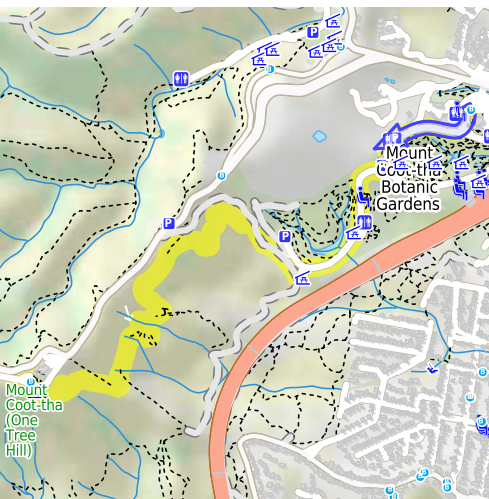 P
P
P
P
Mount
Coot-tha
Botanic
Gardens
Mount
Coot-tha
(One
Tree
Hill)